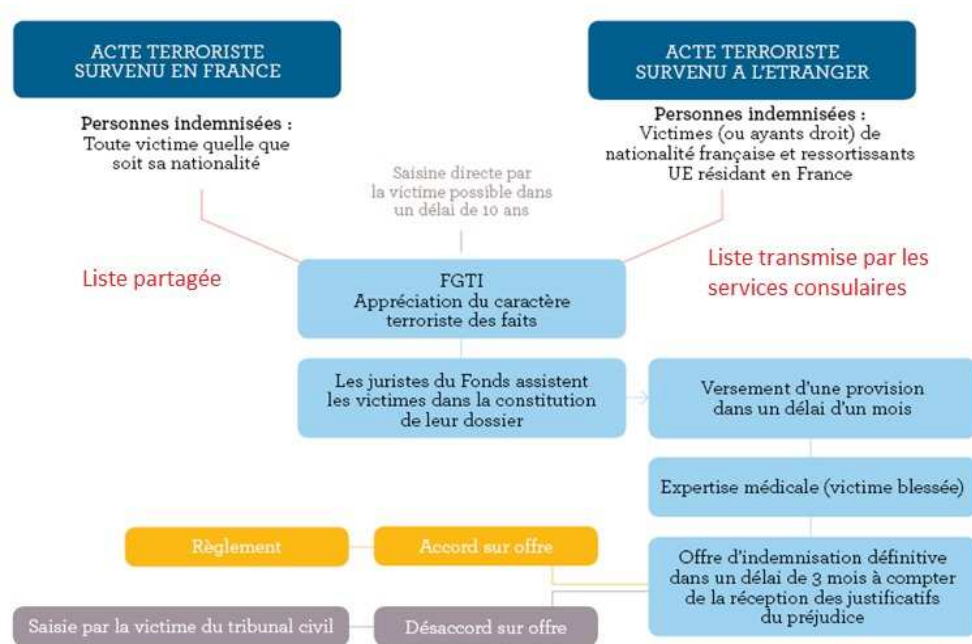 ACTE TERRORISTE
SURVENU EN FRANCE
ACTE TERRORISTE
SURVENU A L'ETRANGER
Personnes indemnisées :
Toute victime quelle que
soit sa nationalité
Personnes indemnisées :
Victimes (ou ayants droit) de
nationalité française et ressortissants
UE résidant en France
Saisine directe par
la victime possible dans
un délai de 10 ans
Liste partagée
Liste transmise par les
services consulaires
FGTI
Appréciation du caractère
terroriste des faits
Les juristes du Fonds assistent
les victimes dans la constitution
de leur dossier
Versement d'une provision
dans un délai d'un mois
Expertise médicale (victime blessée)
Offre d'indemnisation définitive
dans un délai de 3 mois à compter
de la réception des justificatifs
du préjudice
Règlement
Accord sur offre
Saisie par la victime du tribunal civil
Désaccord sur offre